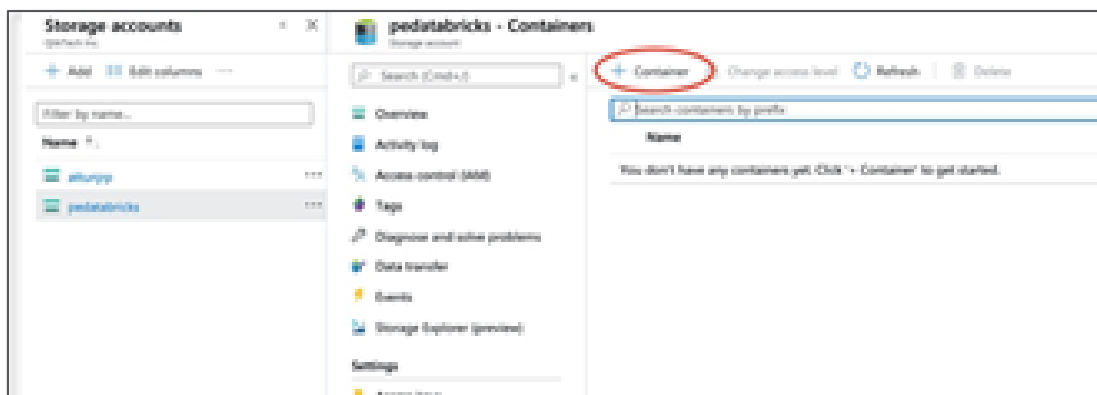 Storage accounts
+ Add Edit columns ...
Filter by name...
Name
pedatabricks
pedatabricks - Containers
Storage account
Search (Cmd+/)
Overview
Activity log
Access control (IAM)
Tags
Diagnose and solve problems
Data transfer
Events
Storage Explorer (preview)
Settings
+ Container Change access level Refresh Delete
Search containers by prefix
Name
You don't have any containers yet. Click '+ Container' to get started.